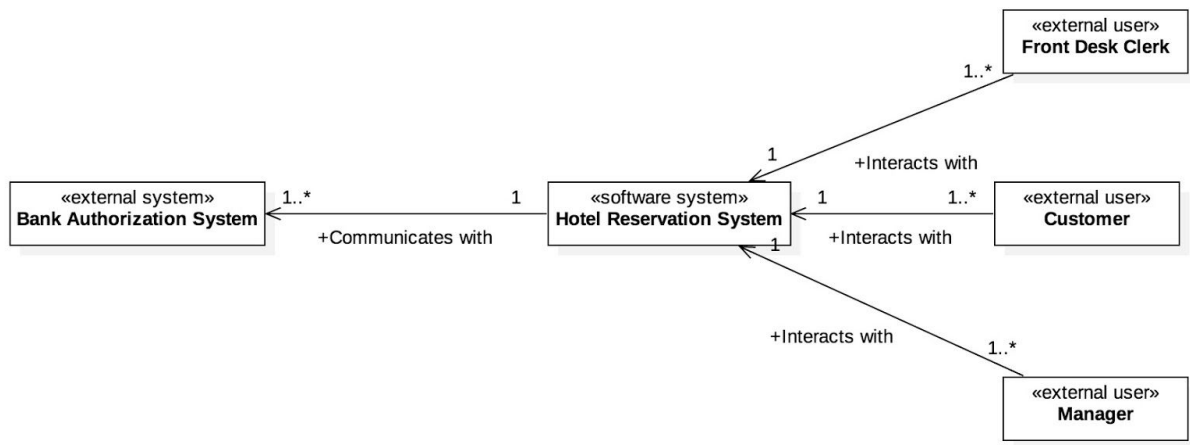 «external user»
Front Desk Clerk
1..*
1
+Interacts with
«external system»
Bank Authorization System
1..*
1
+Communicates with
«software system»
Hotel Reservation System
1
1..*
+Interacts with
«external user»
Customer
1
+Interacts with
1..*
«external user»
Manager